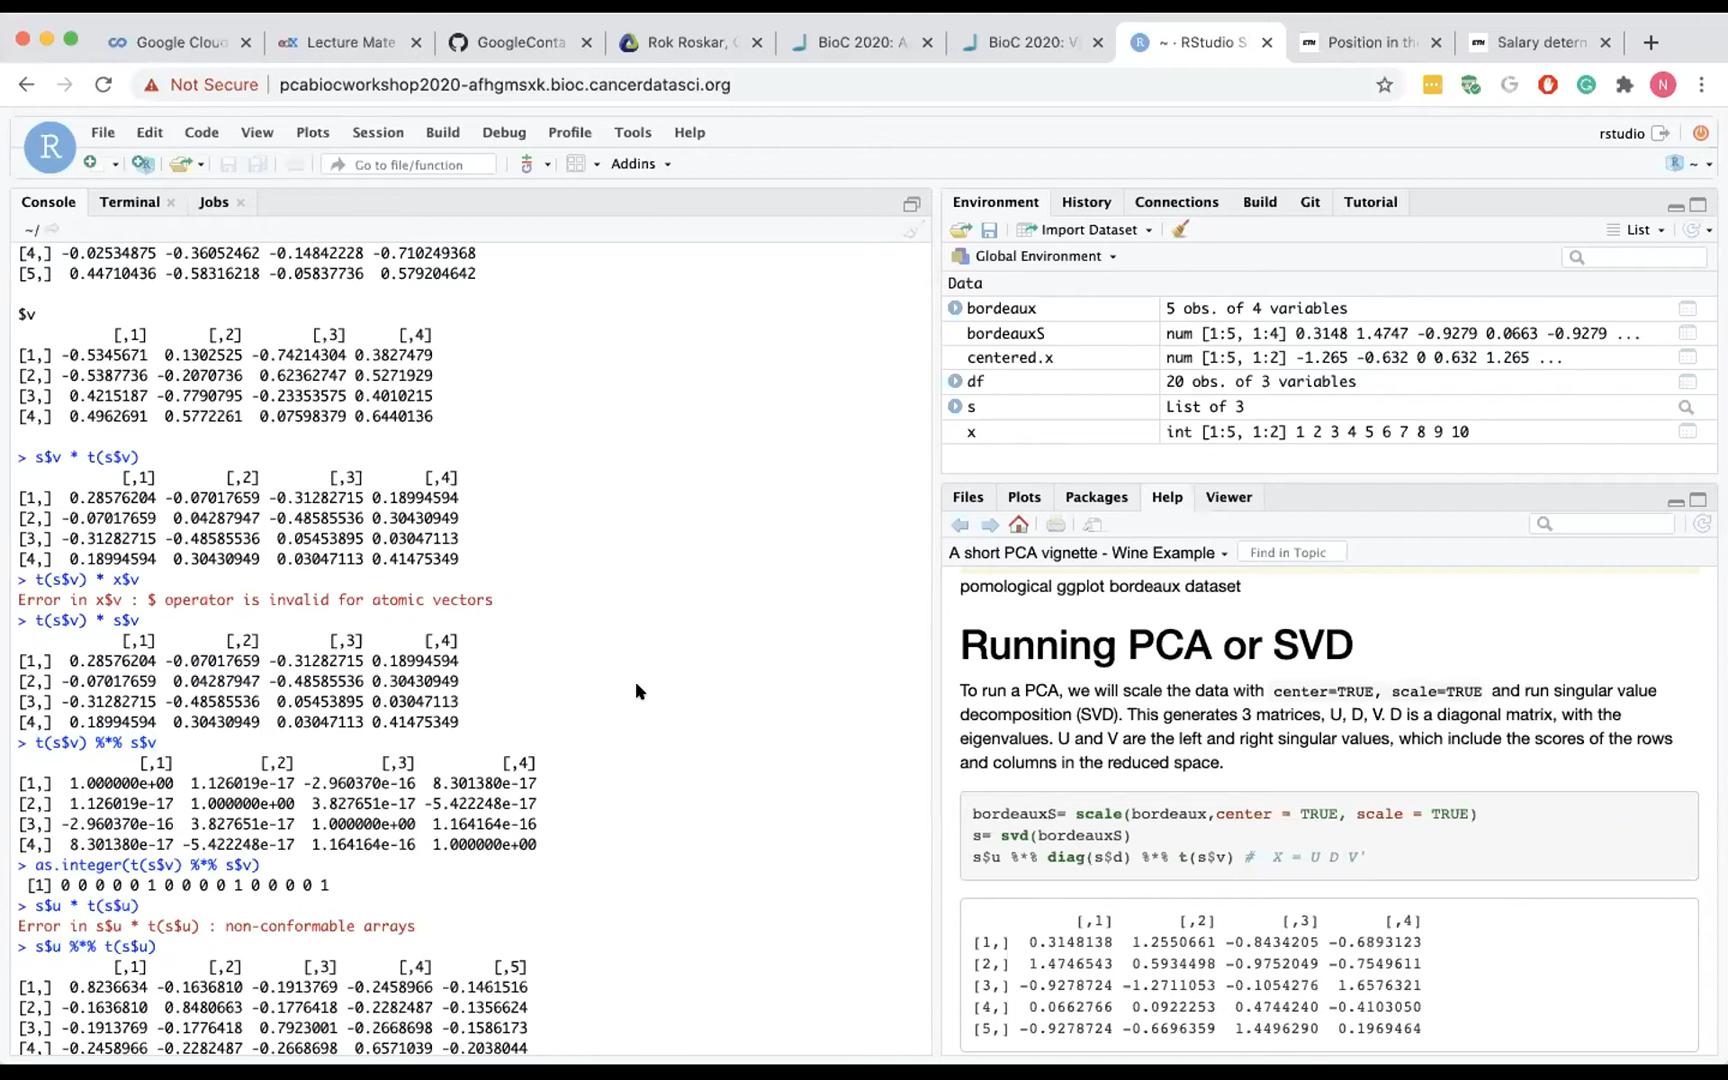 Google Clou
Lecture Mate
GoogleConta
Rok Roskar, 
BioC 2020: A
BioC 2020: V
~ · RStudio S
Position in th
Salary determ
Not Secure
pcabiocworkshop2020-afhgmsxk.bioc.cancerdatasci.org
N
R
File Edit Code View Plots Session Build Debug Profile Tools Help
rstudio
Go to file/function
Addins
R ~
Console Terminal Jobs
~/
[4,] -0.02534875 -0.36052462 -0.14842228 -0.710249368
[5,] 0.44710436 -0.58316218 -0.05837736 0.579204642
$v
[,1] [,2] [,3] [,4]
[1,] -0.5345671 0.1302525 -0.74214304 0.3827479
[2,] -0.5387736 -0.2070736 0.62362747 0.5271929
[3,] 0.4215187 -0.7790795 -0.23353575 0.4010215
[4,] 0.4962691 0.5772261 0.07598379 0.6440136
> s$v * t(s$v)
[,1] [,2] [,3] [,4]
[1,] 0.28576204 -0.07017659 -0.31282715 0.18994594
[2,] -0.07017659 0.04287947 -0.48585536 0.30430949
[3,] -0.31282715 -0.48585536 0.05453895 0.03047113
[4,] 0.18994594 0.30430949 0.03047113 0.41475349
> t(s$v) * x$v
Error in x$v : $ operator is invalid for atomic vectors
> t(s$v) * s$v
[,1] [,2] [,3] [,4]
[1,] 0.28576204 -0.07017659 -0.31282715 0.18994594
[2,] -0.07017659 0.04287947 -0.48585536 0.30430949
[3,] -0.31282715 -0.48585536 0.05453895 0.03047113
[4,] 0.18994594 0.30430949 0.03047113 0.41475349
> t(s$v) %*% s$v
[,1] [,2] [,3] [,4]
[1,] 1.000000e+00 1.126019e-17 -2.960370e-16 8.301380e-17
[2,] 1.126019e-17 1.000000e+00 3.827651e-17 -5.422248e-17
[3,] -2.960370e-16 3.827651e-17 1.000000e+00 1.164164e-16
[4,] 8.301380e-17 -5.422248e-17 1.164164e-16 1.000000e+00
> as.integer(t(s$v) %*% s$v)
[1] 0 0 0 0 0 1 0 0 0 0 1 0 0 0 0 1
> s$u * t(s$u)
Error in s$u * t(s$u) : non-conformable arrays
> s$u %*% t(s$u)
[,1] [,2] [,3] [,4] [,5]
[1,] 0.8236634 -0.1636810 -0.1913769 -0.2458966 -0.1461516
[2,] -0.1636810 0.8480663 -0.1776418 -0.2282487 -0.1356624
[3,] -0.1913769 -0.1776418 0.7923001 -0.2668698 -0.1586173
[4,] -0.2458966 -0.2282487 -0.2668698 0.6571039 -0.2038044
Environment History Connections Build Git Tutorial
Import Dataset
List
Global Environment
Data
bordeaux 5 obs. of 4 variables
bordeauxS num [1:5, 1:4] 0.3148 1.4747 -0.9279 0.0663 -0.9279 ...
centered.x num [1:5, 1:2] -1.265 -0.632 0 0.632 1.265 ...
df 20 obs. of 3 variables
s List of 3
x int [1:5, 1:2] 1 2 3 4 5 6 7 8 9 10
Files Plots Packages Help Viewer
A short PCA vignette - Wine Example
Find in Topic
pomological ggplot bordeaux dataset
Running PCA or SVD
To run a PCA, we will scale the data with center=TRUE, scale=TRUE and run singular value
decomposition (SVD). This generates 3 matrices, U, D, V. D is a diagonal matrix, with the
eigenvalues. U and V are the left and right singular values, which include the scores of the rows
and columns in the reduced space.
bordeauxS= scale(bordeaux,center = TRUE, scale = TRUE)
s= svd(bordeauxS)
s$u %*% diag(s$d) %*% t(s$v) # X = U D V'
[,1] [,2] [,3] [,4]
[1,] 0.3148138 1.2550661 -0.8434205 -0.6893123
[2,] 1.4746543 0.5934498 -0.9752049 -0.7549611
[3,] -0.9278724 -1.2711053 -0.1054276 1.6576321
[4,] 0.0662766 0.0922253 0.4744240 -0.4103050
[5,] -0.9278724 -0.6696359 1.4496290 0.1969464